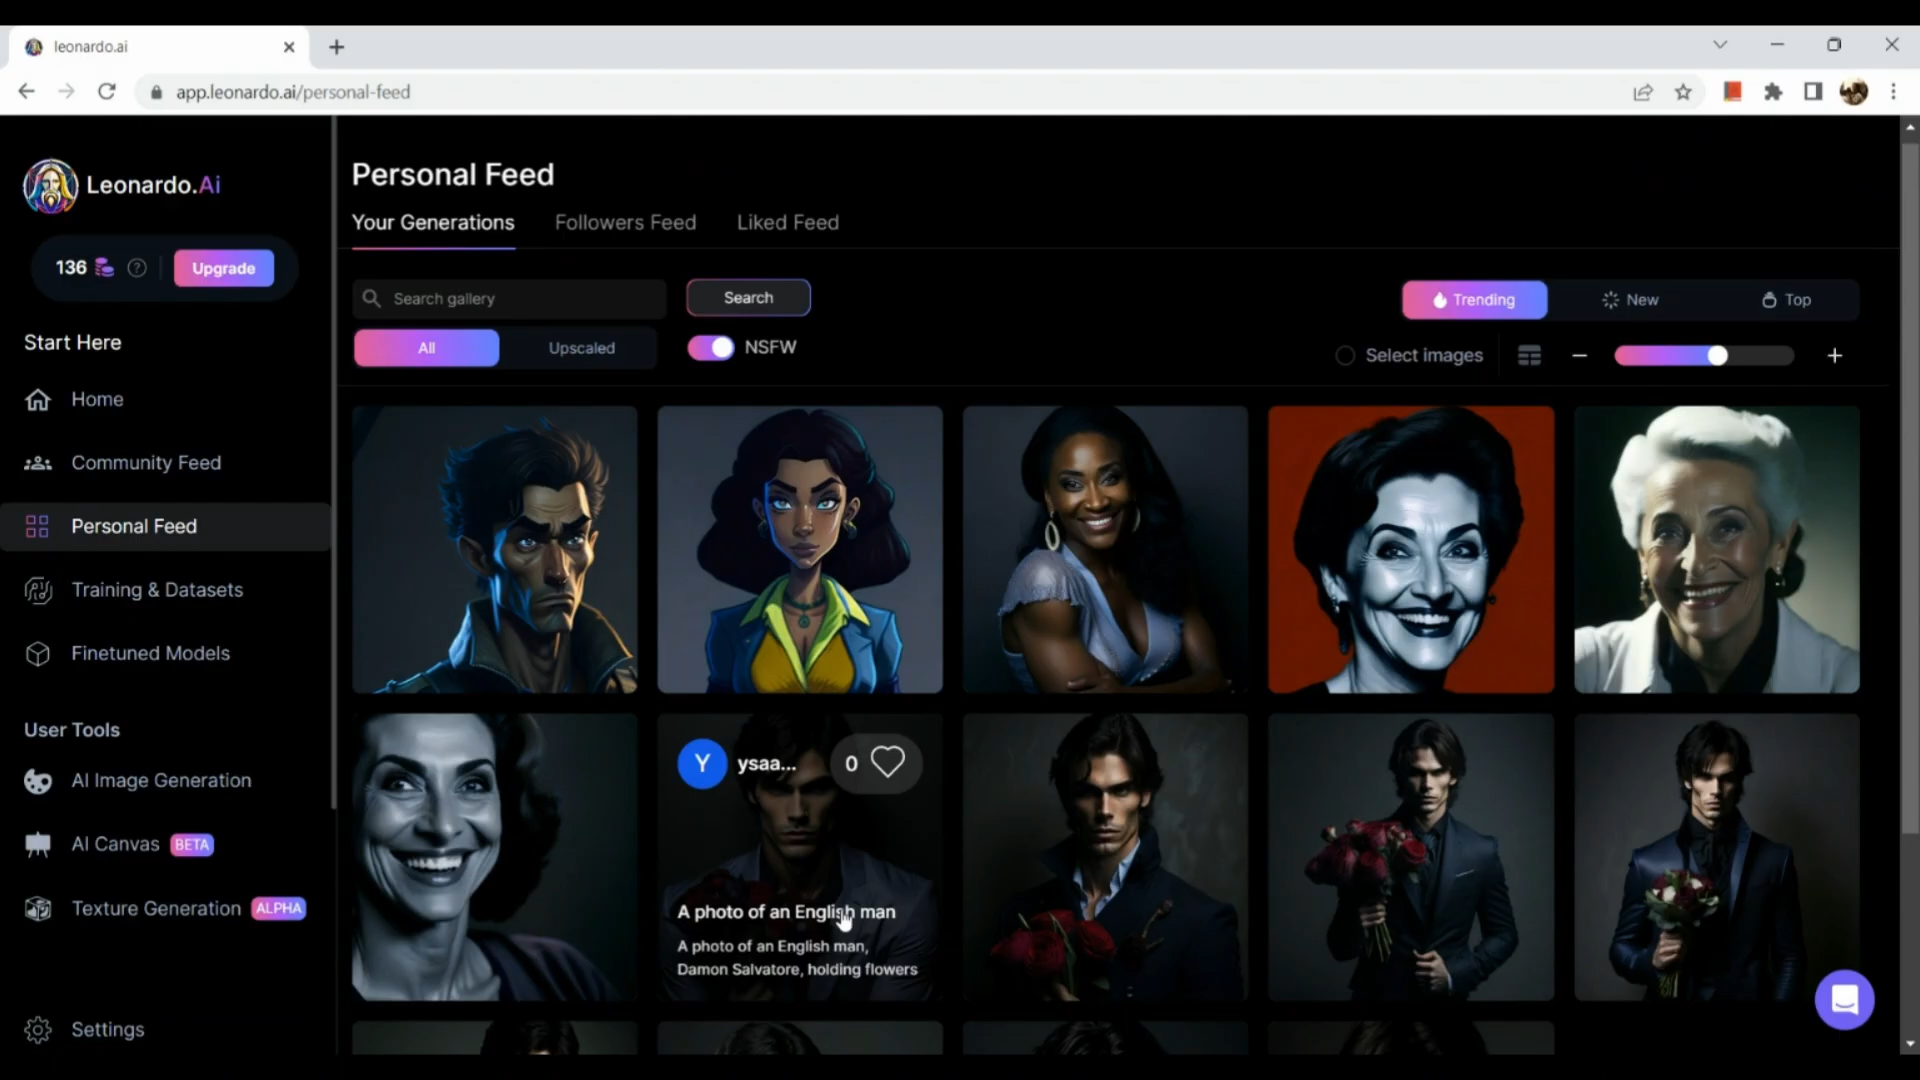 leonardo.ai
app.leonardo.ai/personal-feed
Leonardo.Ai
136
Upgrade
Start Here
Home
Community Feed
Personal Feed
Training & Datasets
Finetuned Models
User Tools
AI Image Generation
AI Canvas BETA
Texture Generation ALPHA
Settings
Personal Feed
Your Generations
Followers Feed
Liked Feed
Search gallery
Search
Trending
New
Top
All
Upscaled
NSFW
Select images
Y
ysaa...
0
A photo of an English man
A photo of an English man,
Damon Salvatore, holding flowers